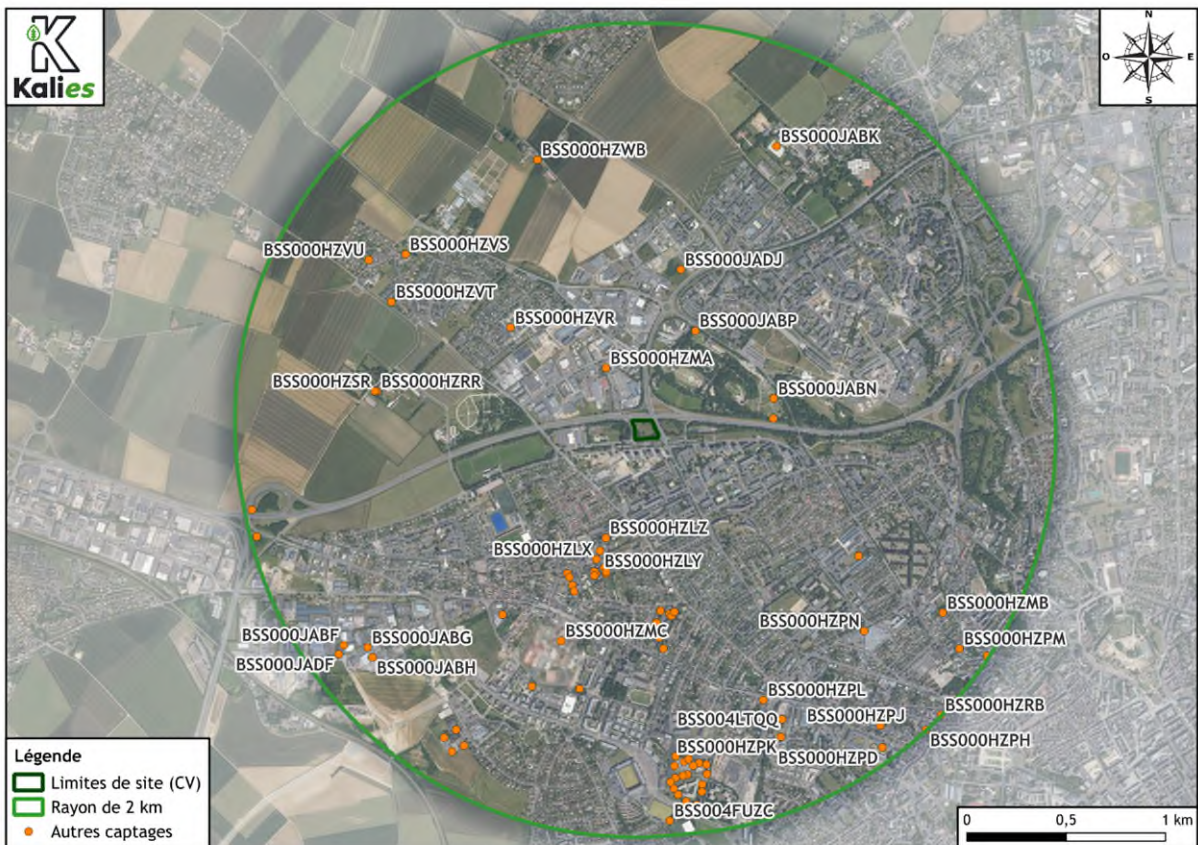 Kalies
N
O
E
S
BSS000HZWB
BSS000JABK
BSS000HZVU
BSS000HZVS
BSS000JADJ
BSS000HZVT
BSS000HZVR
BSS000JABP
BSS000HZMA
BSS000HZSR
BSS000HZRR
BSS000JABN
BSS000HZLZ
BSS000HZLX
BSS000HZLY
BSS000HZMB
BSS000HZPN
BSS000JABF
BSS000JABG
BSS000HZMC
BSS000HZPM
BSS000JADF
BSS000JABH
BSS000HZPL
BSS000HZRB
BSS004LTQQ
BSS000HZPJ
BSS000HZPK
BSS000HZPD
BSS000HZPH
BSS004FUZC
Légende
Limites de site (CV)
Rayon de 2 km
Autres captages
0 0,5 1 km